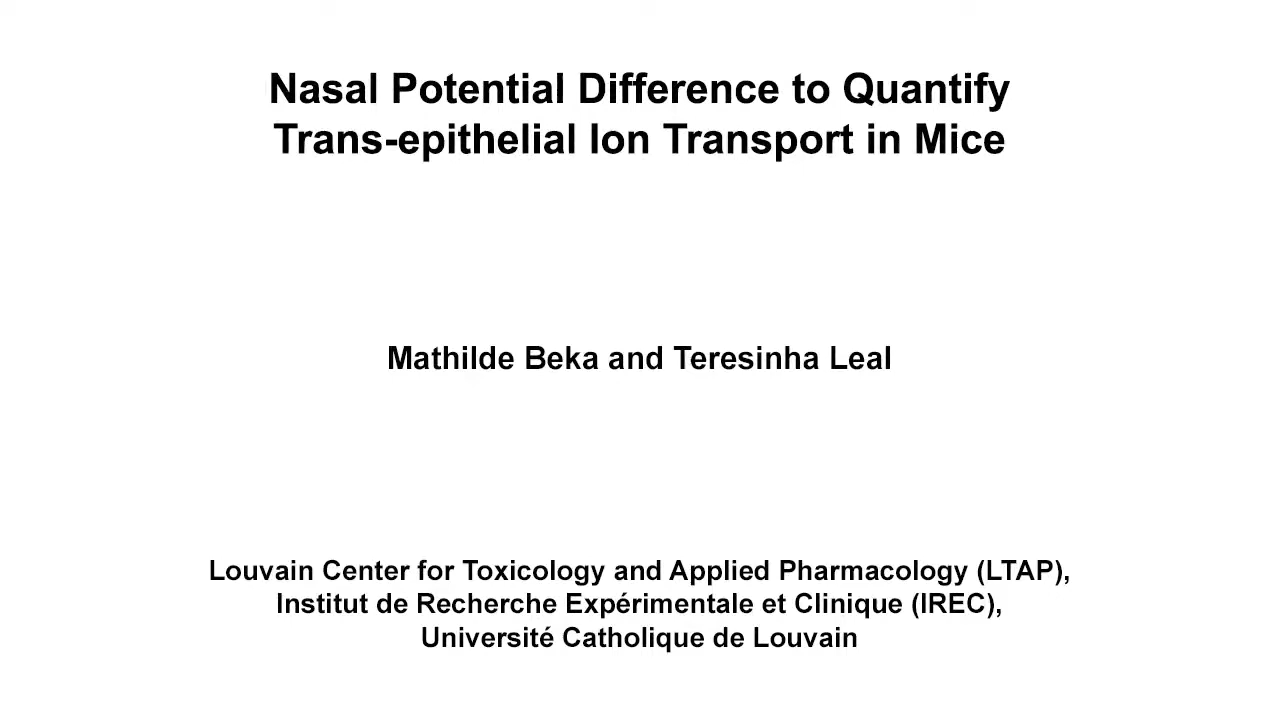 Nasal Potential Difference to Quantify
Trans-epithelial Ion Transport in Mice
Mathilde Beka and Teresinha Leal
Louvain Center for Toxicology and Applied Pharmacology (LTAP),
Institut de Recherche Expérimentale et Clinique (IREC),
Université Catholique de Louvain